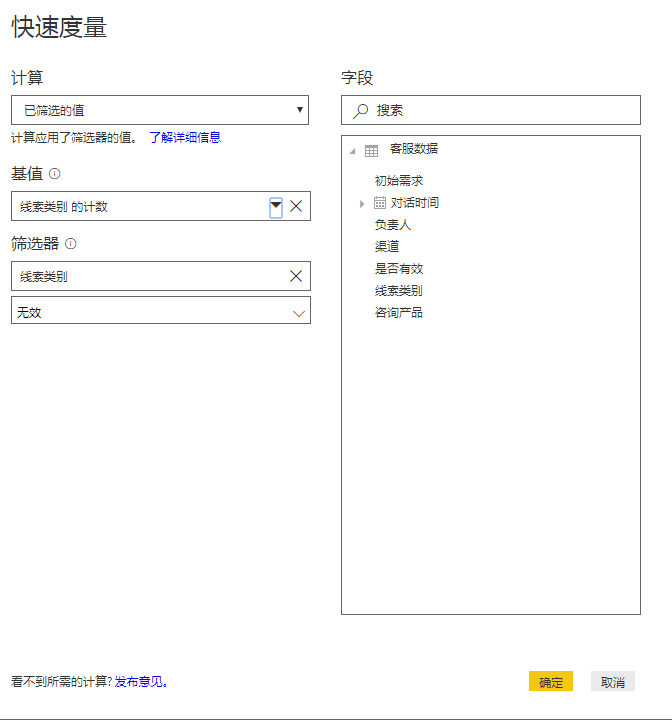 快速度量
计算
已筛选的值
计算应用了筛选器的值。 了解详细信息
基值
线索类别 的计数
筛选器
线索类别
无效
字段
搜索
客服数据
初始需求
对话时间
负责人
渠道
是否有效
线索类别
咨询产品
看不到所需的计算? 发布意见。
确定
取消